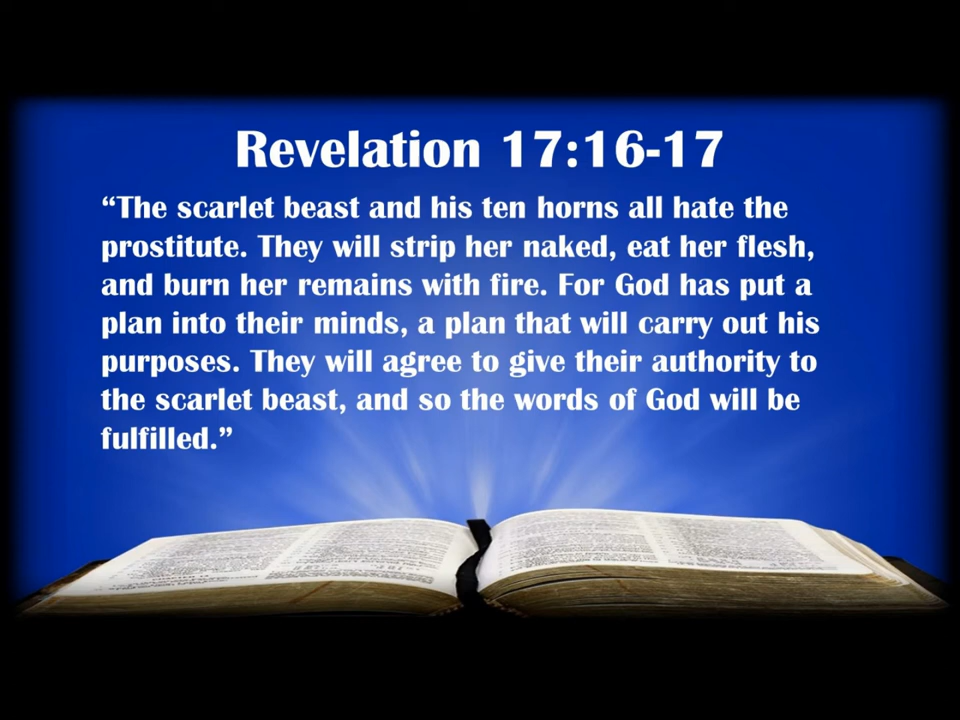 Revelation 17:16-17
“The scarlet beast and his ten horns all hate the
prostitute. They will strip her naked, eat her flesh,
and burn her remains with fire. For God has put a
plan into their minds, a plan that will carry out his
purposes. They will agree to give their authority to
the scarlet beast, and so the words of God will be
fulfilled.”